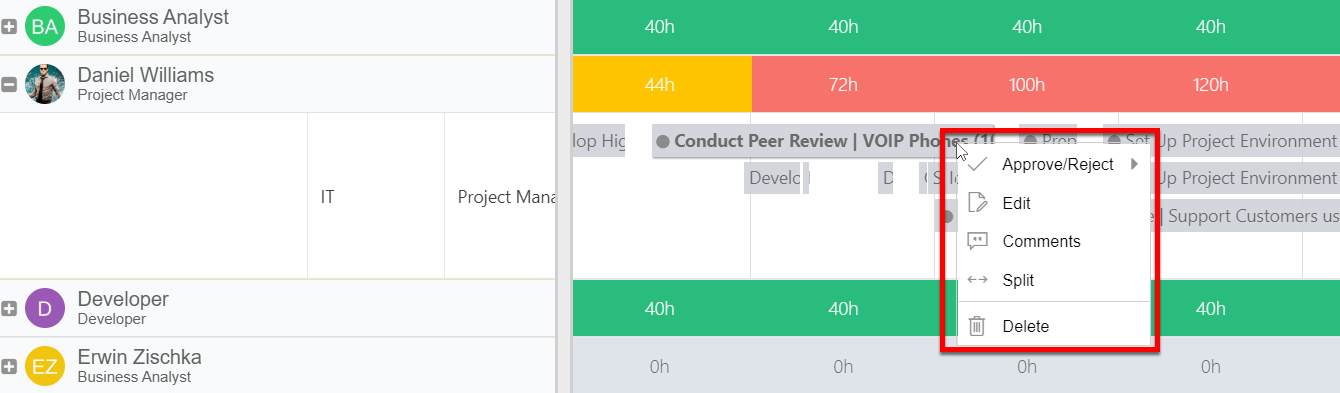 BA
Business Analyst
Business Analyst
40h 40h 40h 40h
Daniel Williams
Project Manager
44h 72h 100h 120h
lop Hig Conduct Peer Review | VOIP Phones (1( Prep Set Up Project Environment
IT Project Mana
Develo D Up Project Environment
| Support Customers us
Approve/Reject
Edit
Comments
Split
Delete
D
Developer
Developer
40h 40h 40h
EZ
Erwin Zischka
Business Analyst
0h 0h 0h 0h